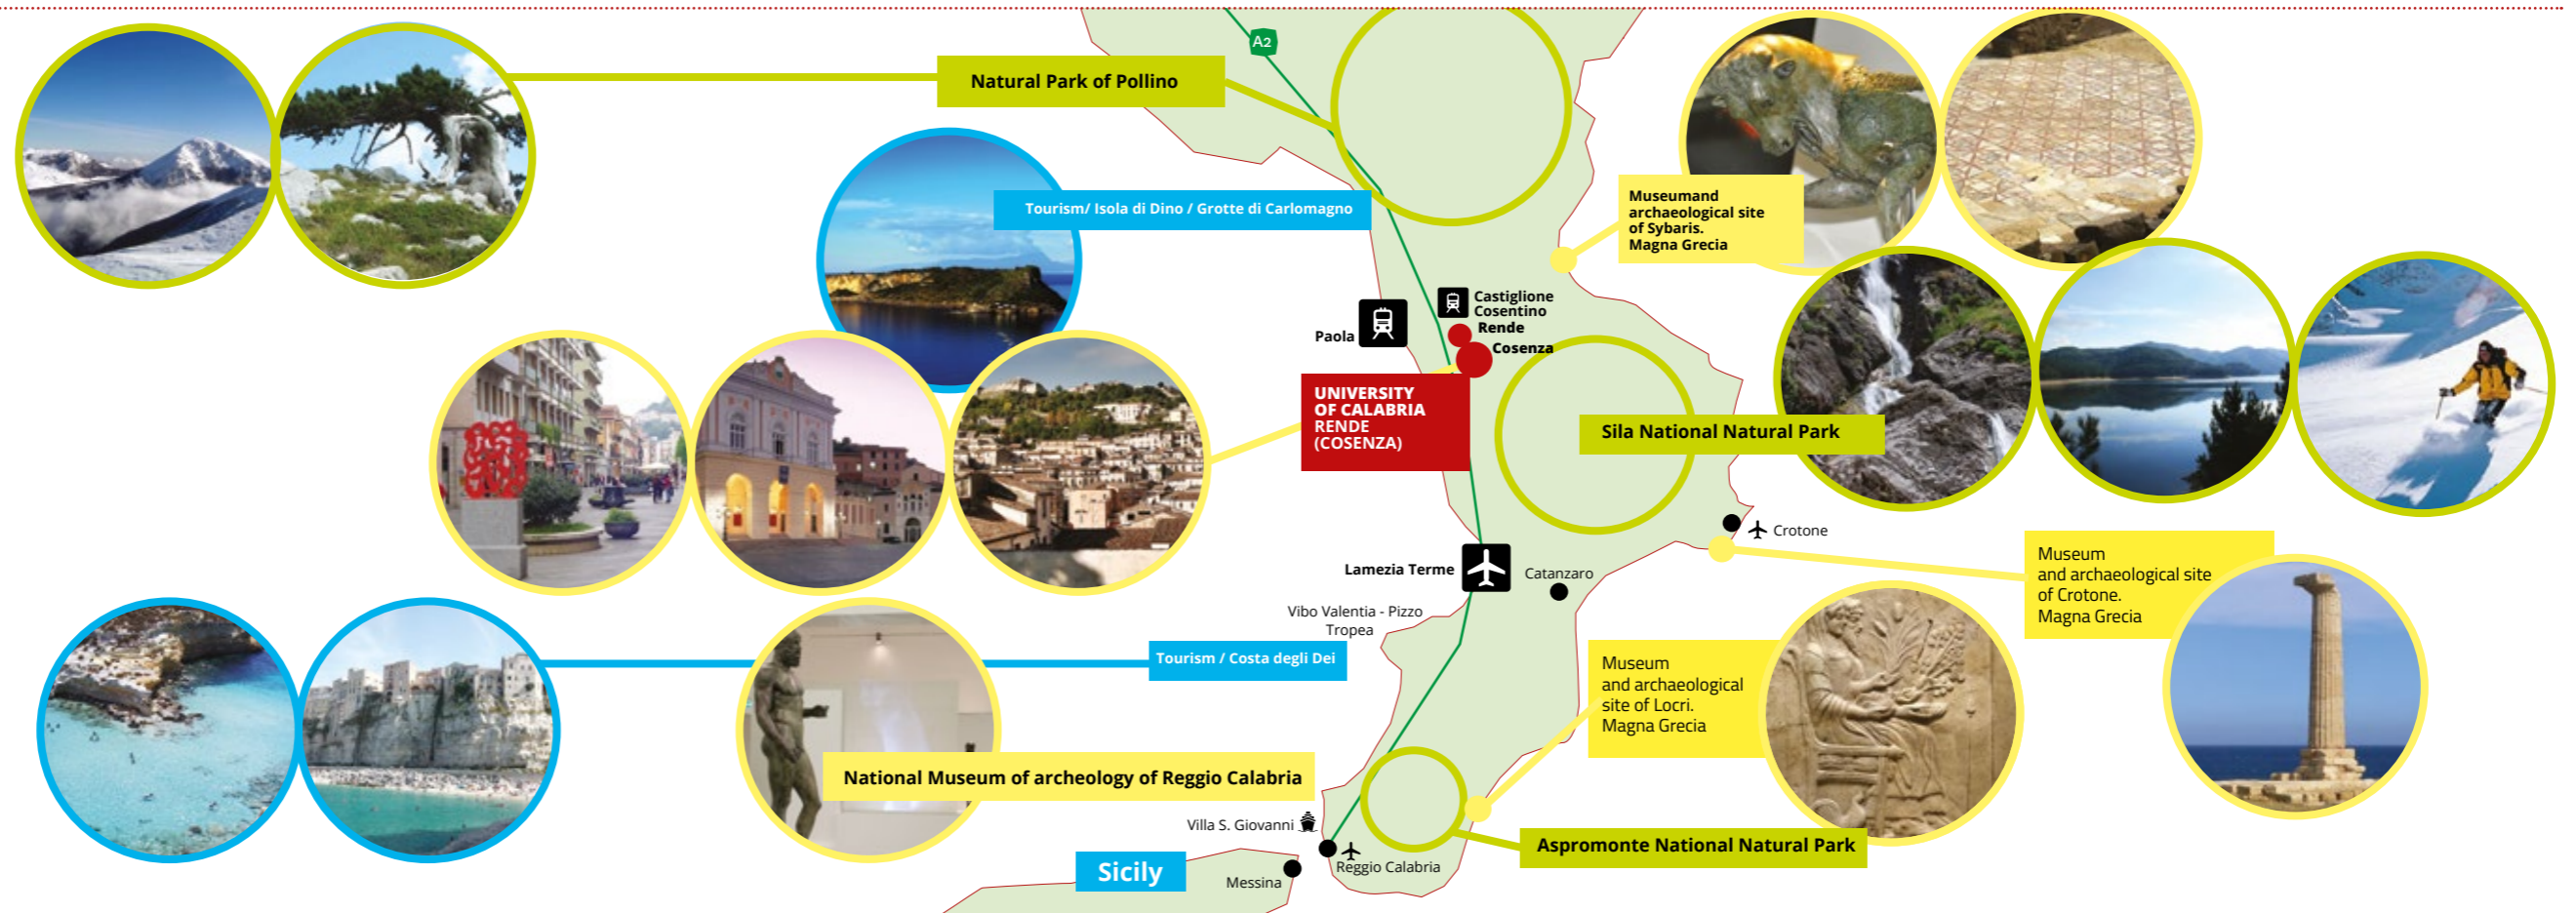 A2
Natural Park of Pollino
Tourism/ Isola di Dino / Grotte di Carlomagno
Museumand
archaeological site
of Sybaris.
Magna Grecia
Castiglione
Cosentino
Rende
Cosenza
Paola
UNIVERSITY
OF CALABRIA
RENDE
(COSENZA)
Sila National Natural Park
Crotone
Museum
and archaeological site
of Crotone.
Magna Grecia
Lamezia Terme
Catanzaro
Vibo Valentia - Pizzo
Tropea
Tourism / Costa degli Dei
Museum
and archaeological
site of Locri.
Magna Grecia
National Museum of archeology of Reggio Calabria
Villa S. Giovanni
Aspromonte National Natural Park
Reggio Calabria
Sicily
Messina